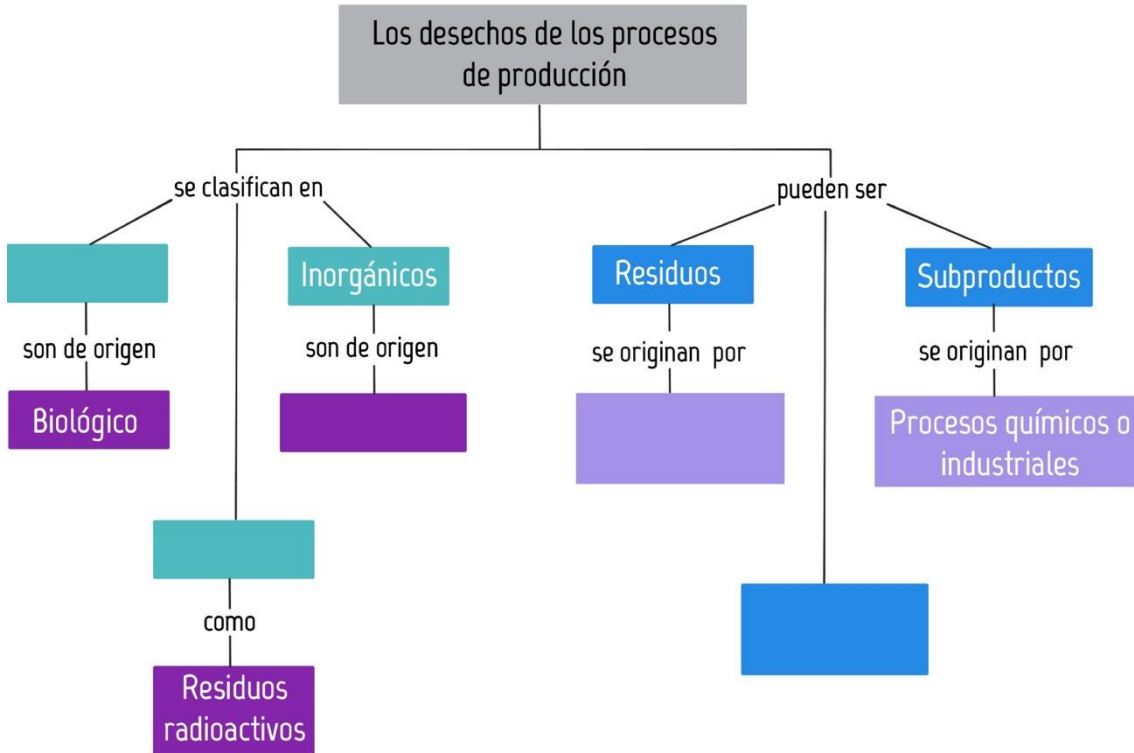 Los desechos de los procesos
de producción
se clasifican en
pueden ser
Inorgánicos
Residuos
Subproductos
son de origen
son de origen
se originan por
se originan por
Biológico
Procesos químicos o
industriales
como
Residuos
radioactivos